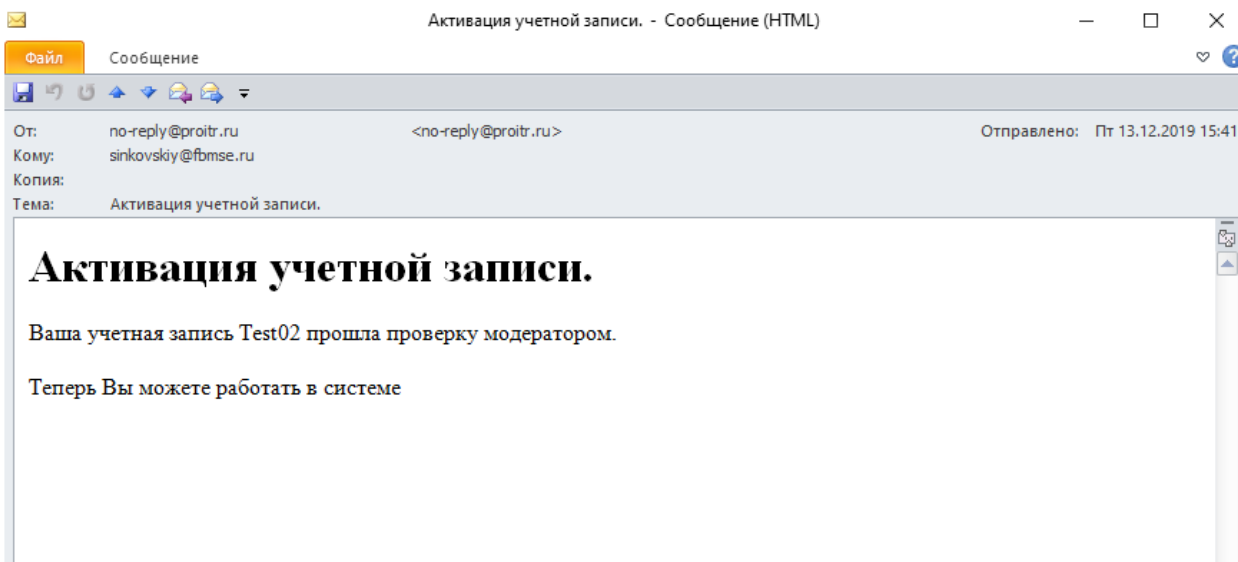 Активация учетной записи. - Сообщение (HTML)
Файл Сообщение
От: no-reply@proitr.ru <no-reply@proitr.ru> Отправлено: Пт 13.12.2019 15:41
Кому: sinkovskiy@fbmse.ru
Копия:
Тема: Активация учетной записи.
Активация учетной записи.
Ваша учетная запись Test02 прошла проверку модератором.
Теперь Вы можете работать в системе